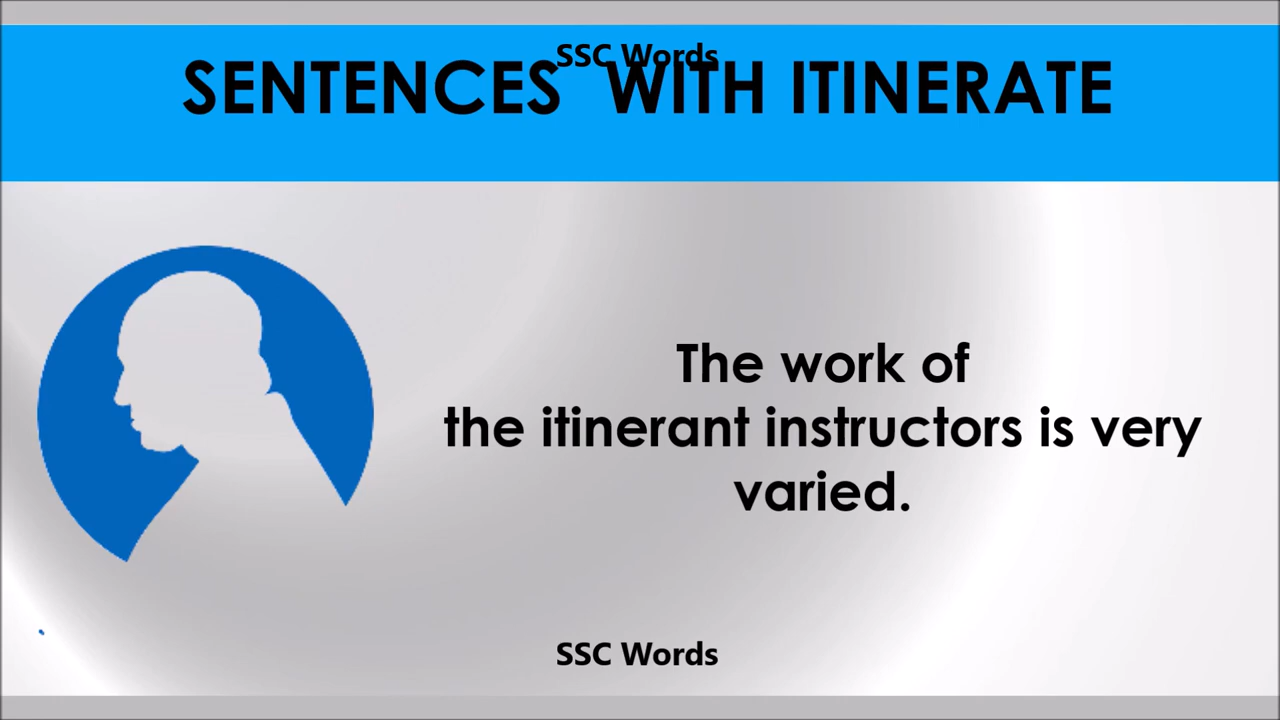 SSC Words
SENTENCES WITH ITINERATE
The work of
the itinerant instructors is very
varied.
SSC Words